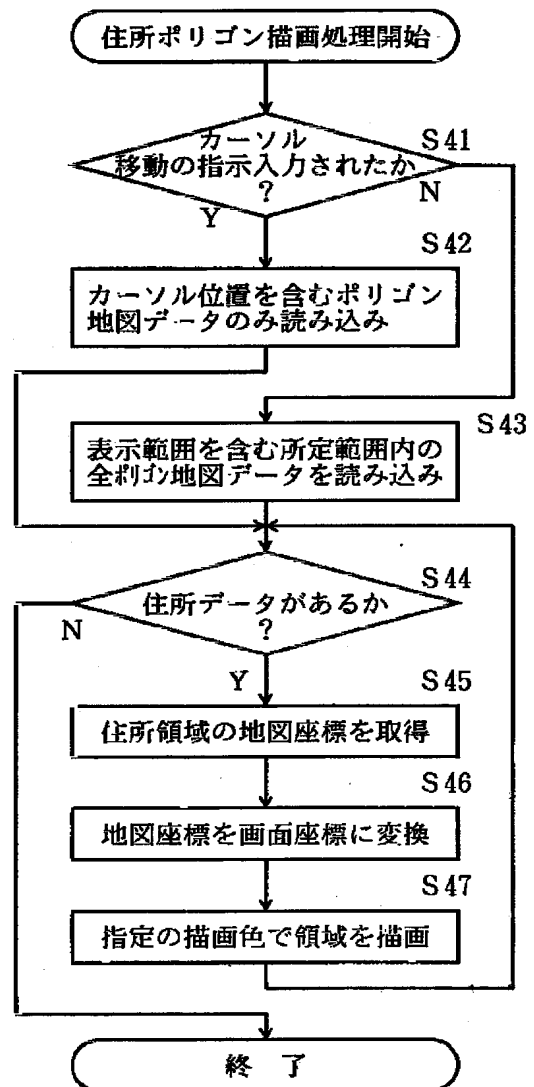 住所ポリゴン描画処理開始
カーソル
移動の指示入力されたか
?
S41
Y
N
S42
カーソル位置を含むポリゴン
地図データのみ読み込み
S43
表示範囲を含む所定範囲内の
全ポリゴン地図データを読み込み
S44
住所データがあるか
?
N
Y
S45
住所領域の地図座標を取得
S46
地図座標を画面座標に変換
S47
指定の描画色で領域を描画
終 了